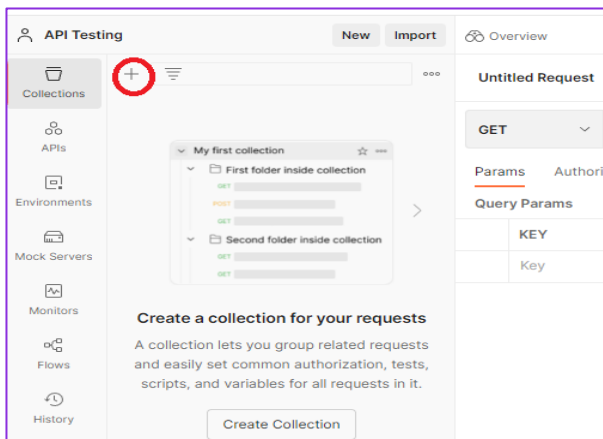 API Testing
New
Import
Overview
Collections
APIs
Environments
Mock Servers
Monitors
Flows
History
My first collection
First folder inside collection
GET
POST
GET
Second folder inside collection
GET
GET
Create a collection for your requests
A collection lets you group related requests
and easily set common authorization, tests,
scripts, and variables for all requests in it.
Create Collection
Untitled Request
GET
Params
Authori
Query Params
KEY
Key